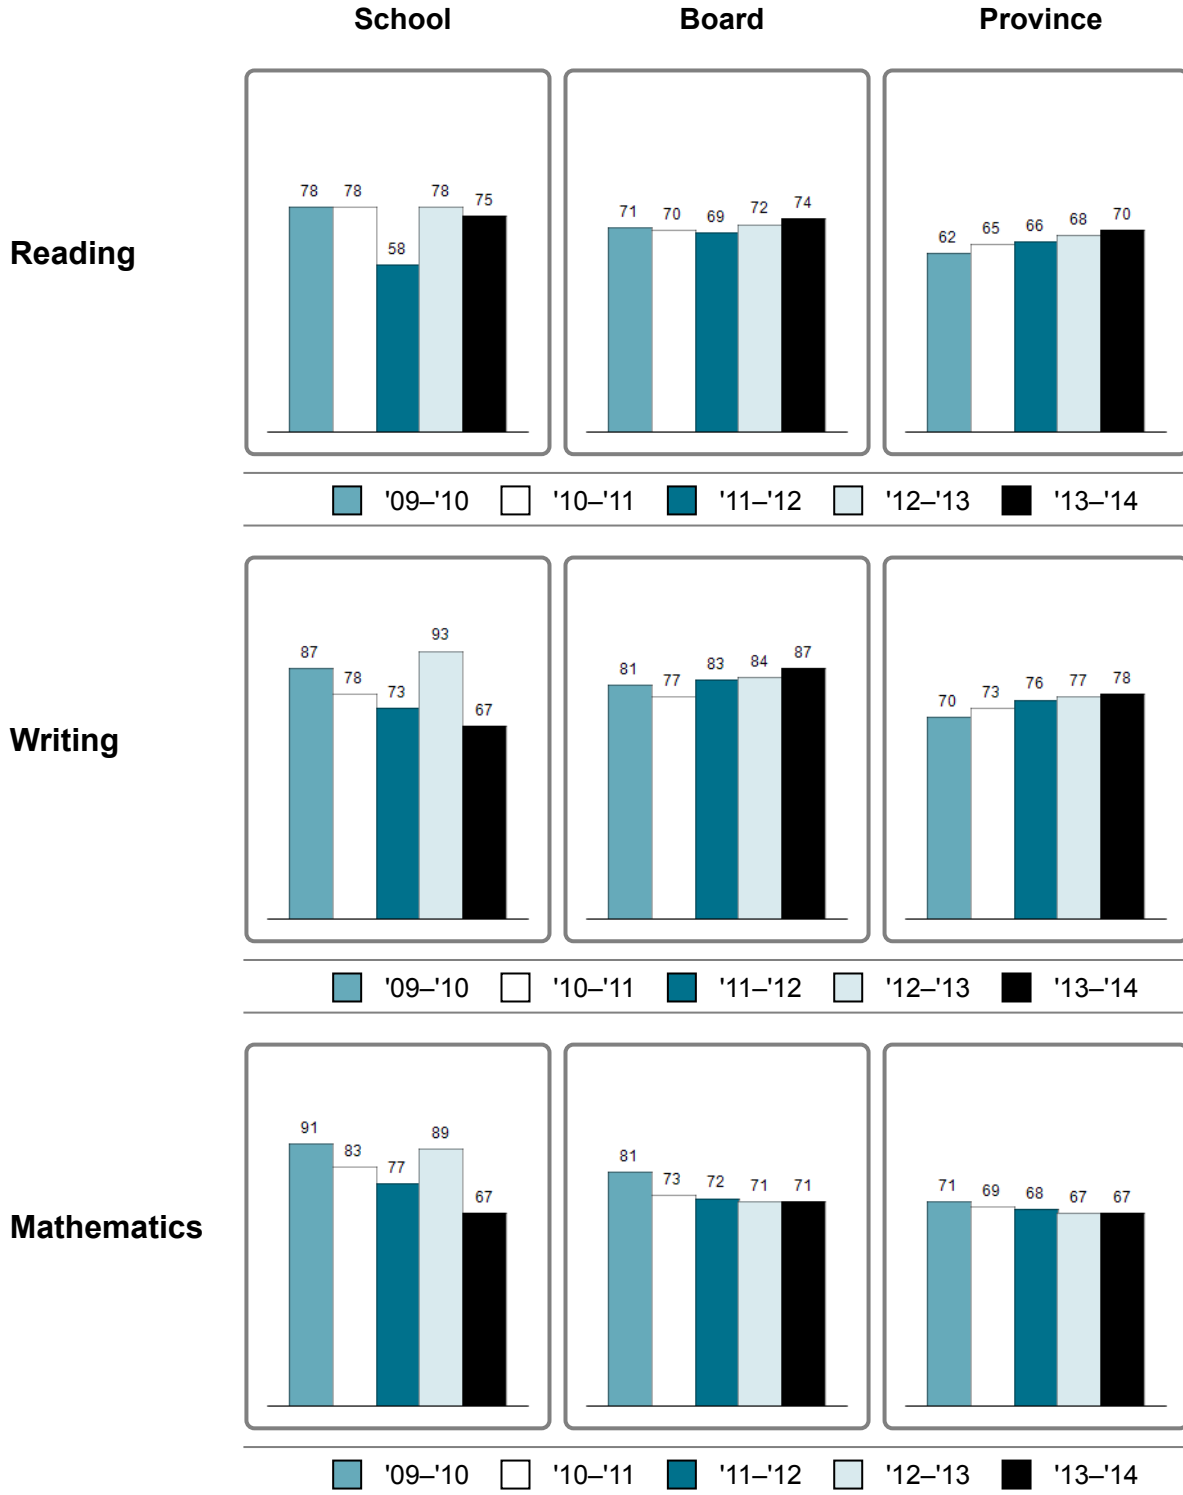 School Board Province
Reading
78 78 58 78 75
71 70 69 72 74
62 65 66 68 70
'09–'10 '10–'11 '11–'12 '12–'13 '13–'14
Writing
87 78 73 93 67
81 77 83 84 87
70 73 76 77 78
'09–'10 '10–'11 '11–'12 '12–'13 '13–'14
Mathematics
91 83 77 89 67
81 73 72 71 71
71 69 68 67 67
'09–'10 '10–'11 '11–'12 '12–'13 '13–'14